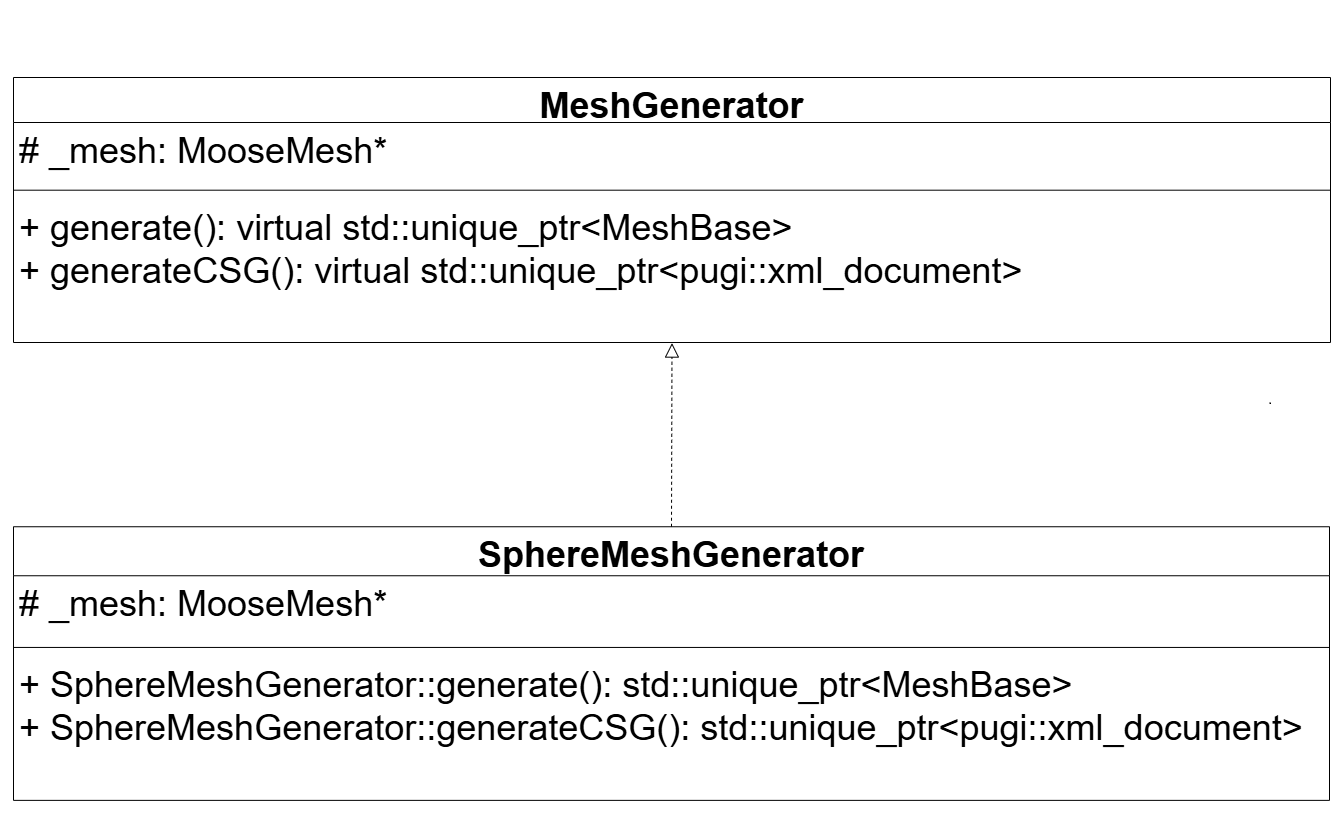 MeshGenerator
# _mesh: MooseMesh*
+ generate(): virtual std::unique_ptr<MeshBase>
+ generateCSG(): virtual std::unique_ptr<pugi::xml_document>
SphereMeshGenerator
# _mesh: MooseMesh*
+ SphereMeshGenerator::generate(): std::unique_ptr<MeshBase>
+ SphereMeshGenerator::generateCSG(): std::unique_ptr<pugi::xml_document>